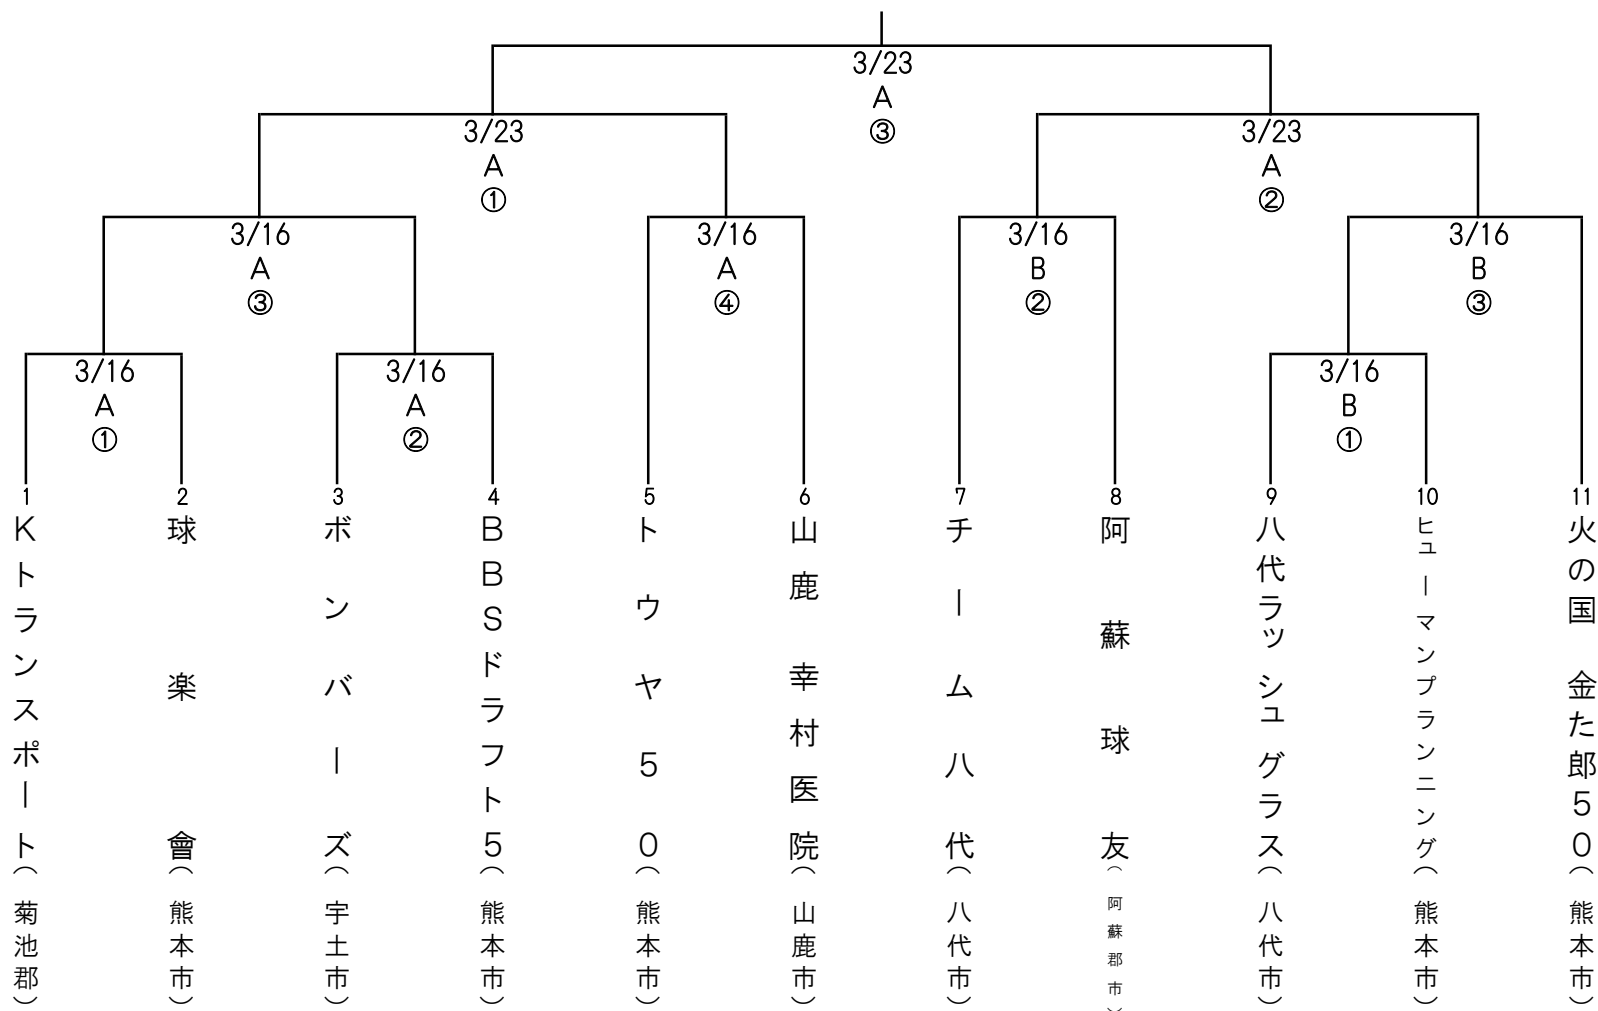 3/23
A
③
3/23
A
①
3/23
A
②
3/16
A
③
3/16
A
④
3/16
B
②
3/16
B
③
3/16
A
①
3/16
A
②
3/16
B
①
1
Kトランスポート(菊池郡)
2
球楽會(熊本市)
3
ボンバーズ(宇土市)
4
BBSドラフト5(熊本市)
5
トウヤ50(熊本市)
6
山鹿 幸村医院(山鹿市)
7
チーム八代(八代市)
8
阿蘇球友(阿蘇郡市)
9
八代ラッシュグラス(八代市)
10
ヒューマンプランニング(熊本市)
11
火の国 金た郎50(熊本市)